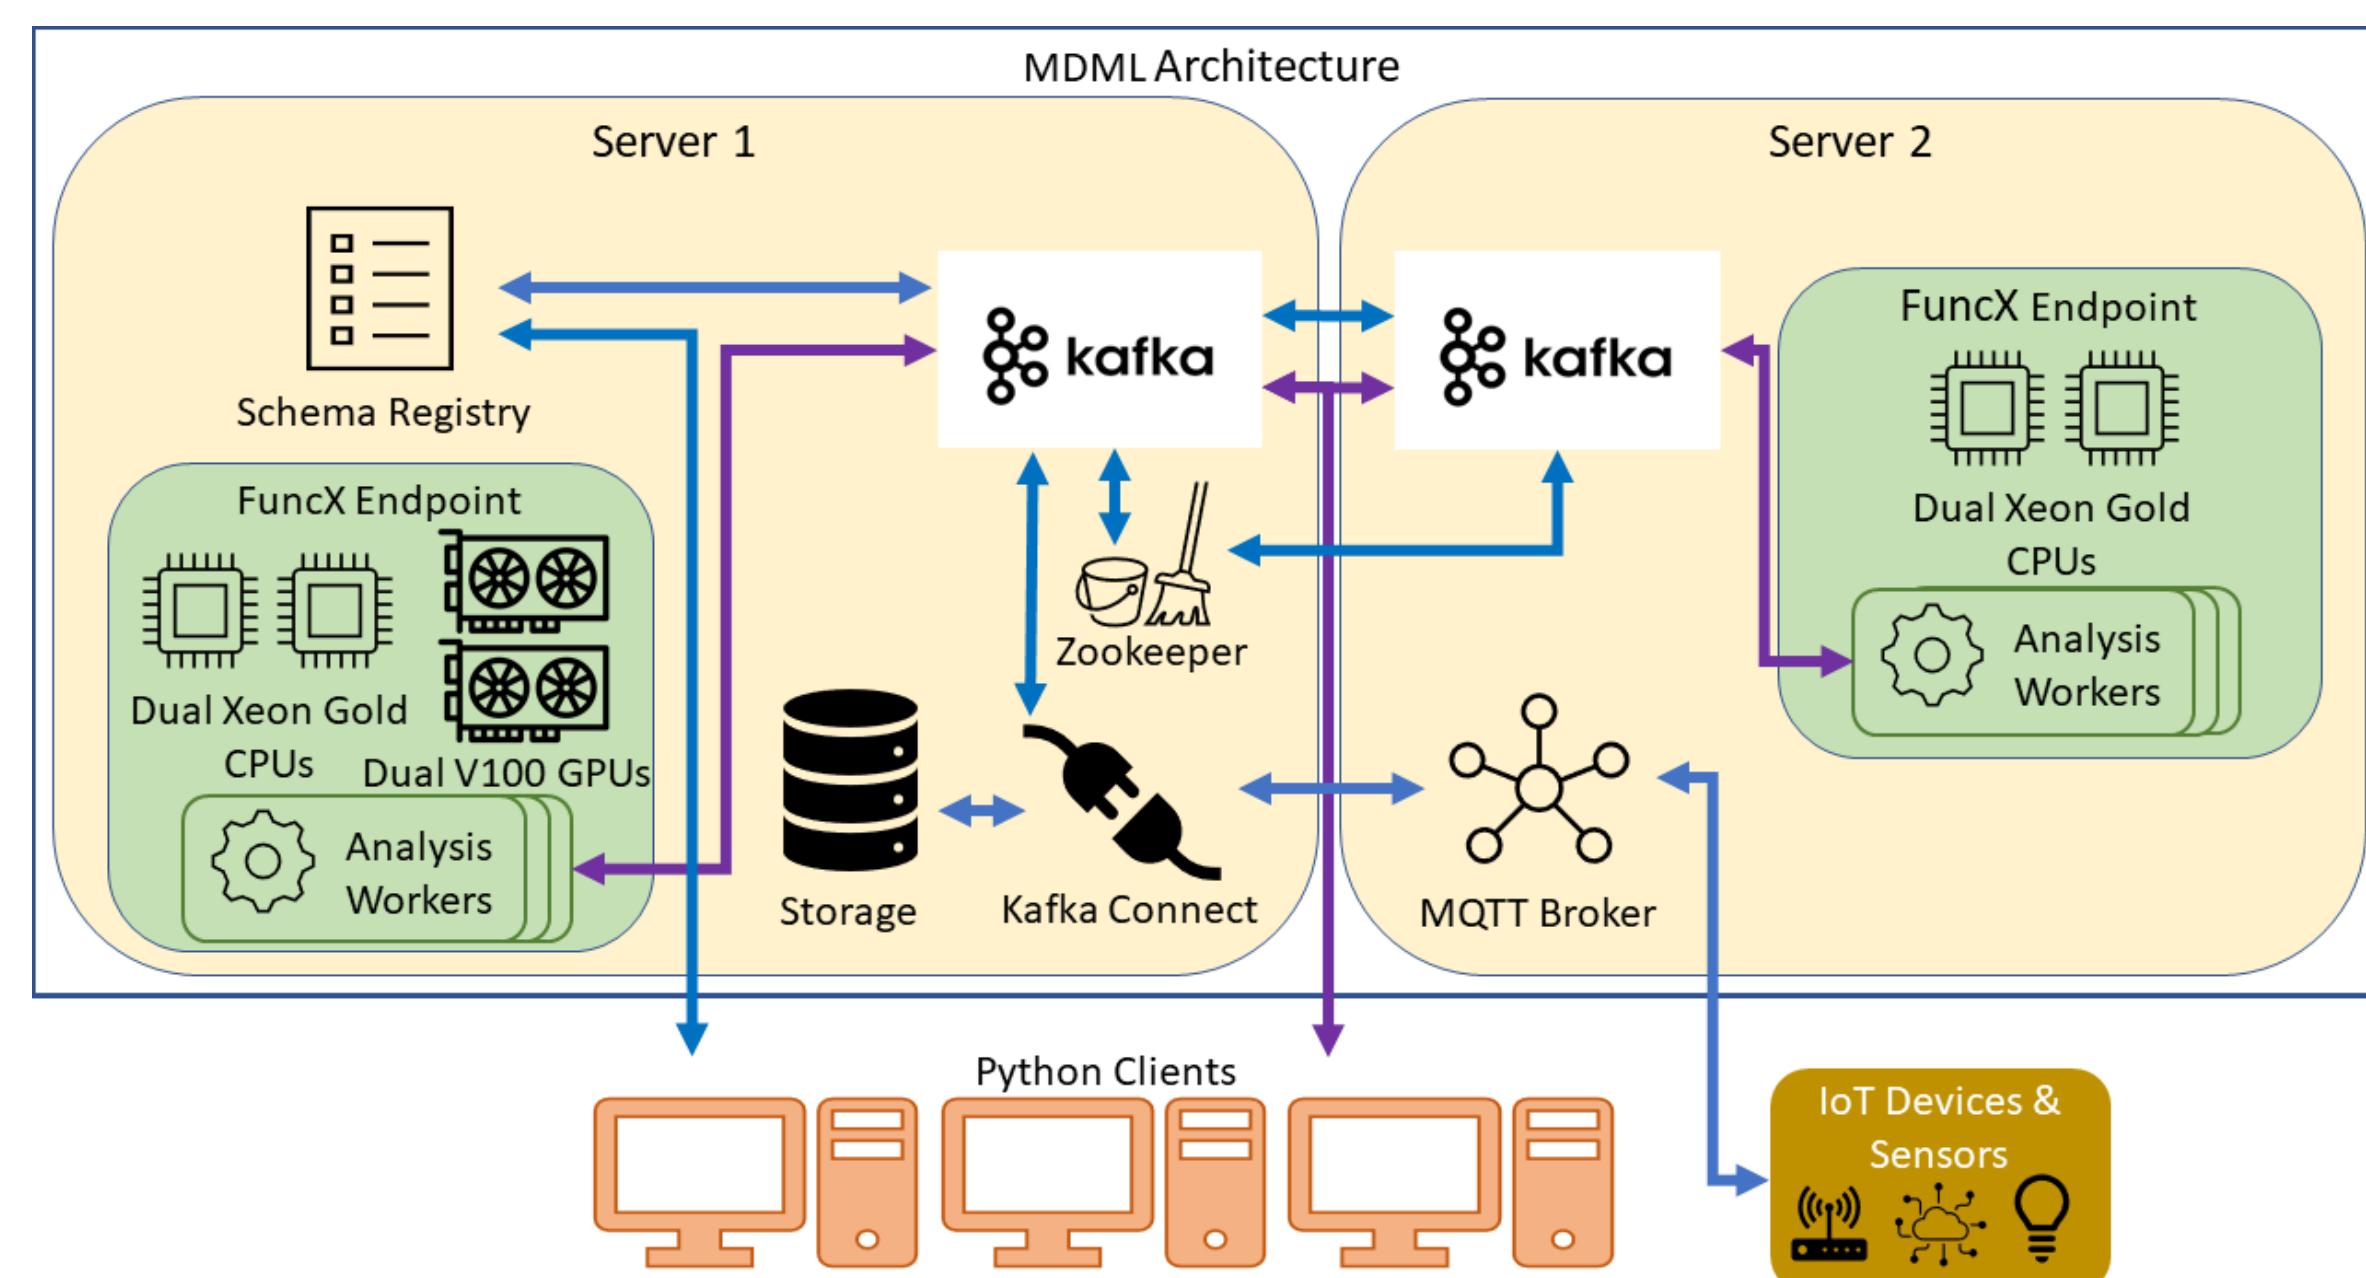 MDML Architecture
Server 1
Schema Registry
kafka
FuncX Endpoint
Dual Xeon Gold
CPUs
Dual V100 GPUs
Analysis
Workers
Zookeeper
Storage
Kafka Connect
Server 2
kafka
FuncX Endpoint
Dual Xeon Gold
CPUs
Analysis
Workers
MQTT Broker
Python Clients
IoT Devices &
Sensors